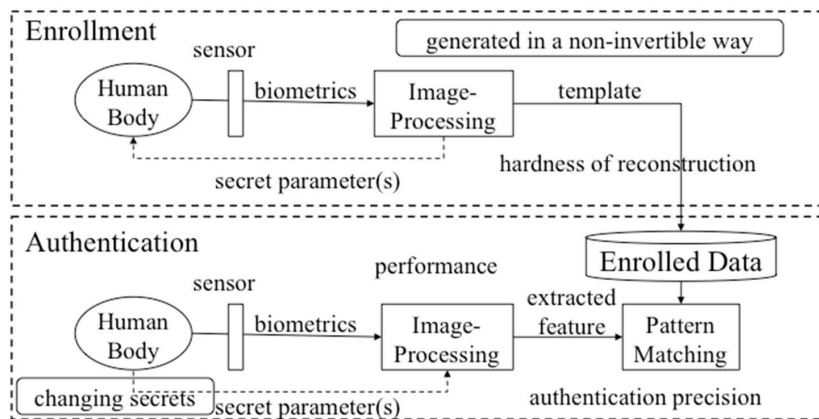 Enrollment
generated in a non-invertible way
sensor
Human
Body
biometrics
Image-
Processing
template
hardness of reconstruction
secret parameter(s)
Authentication
Enrolled Data
performance
sensor
extracted
feature
Human
Body
biometrics
Image-
Processing
Pattern
Matching
changing secrets
secret parameter(s)
authentication precision